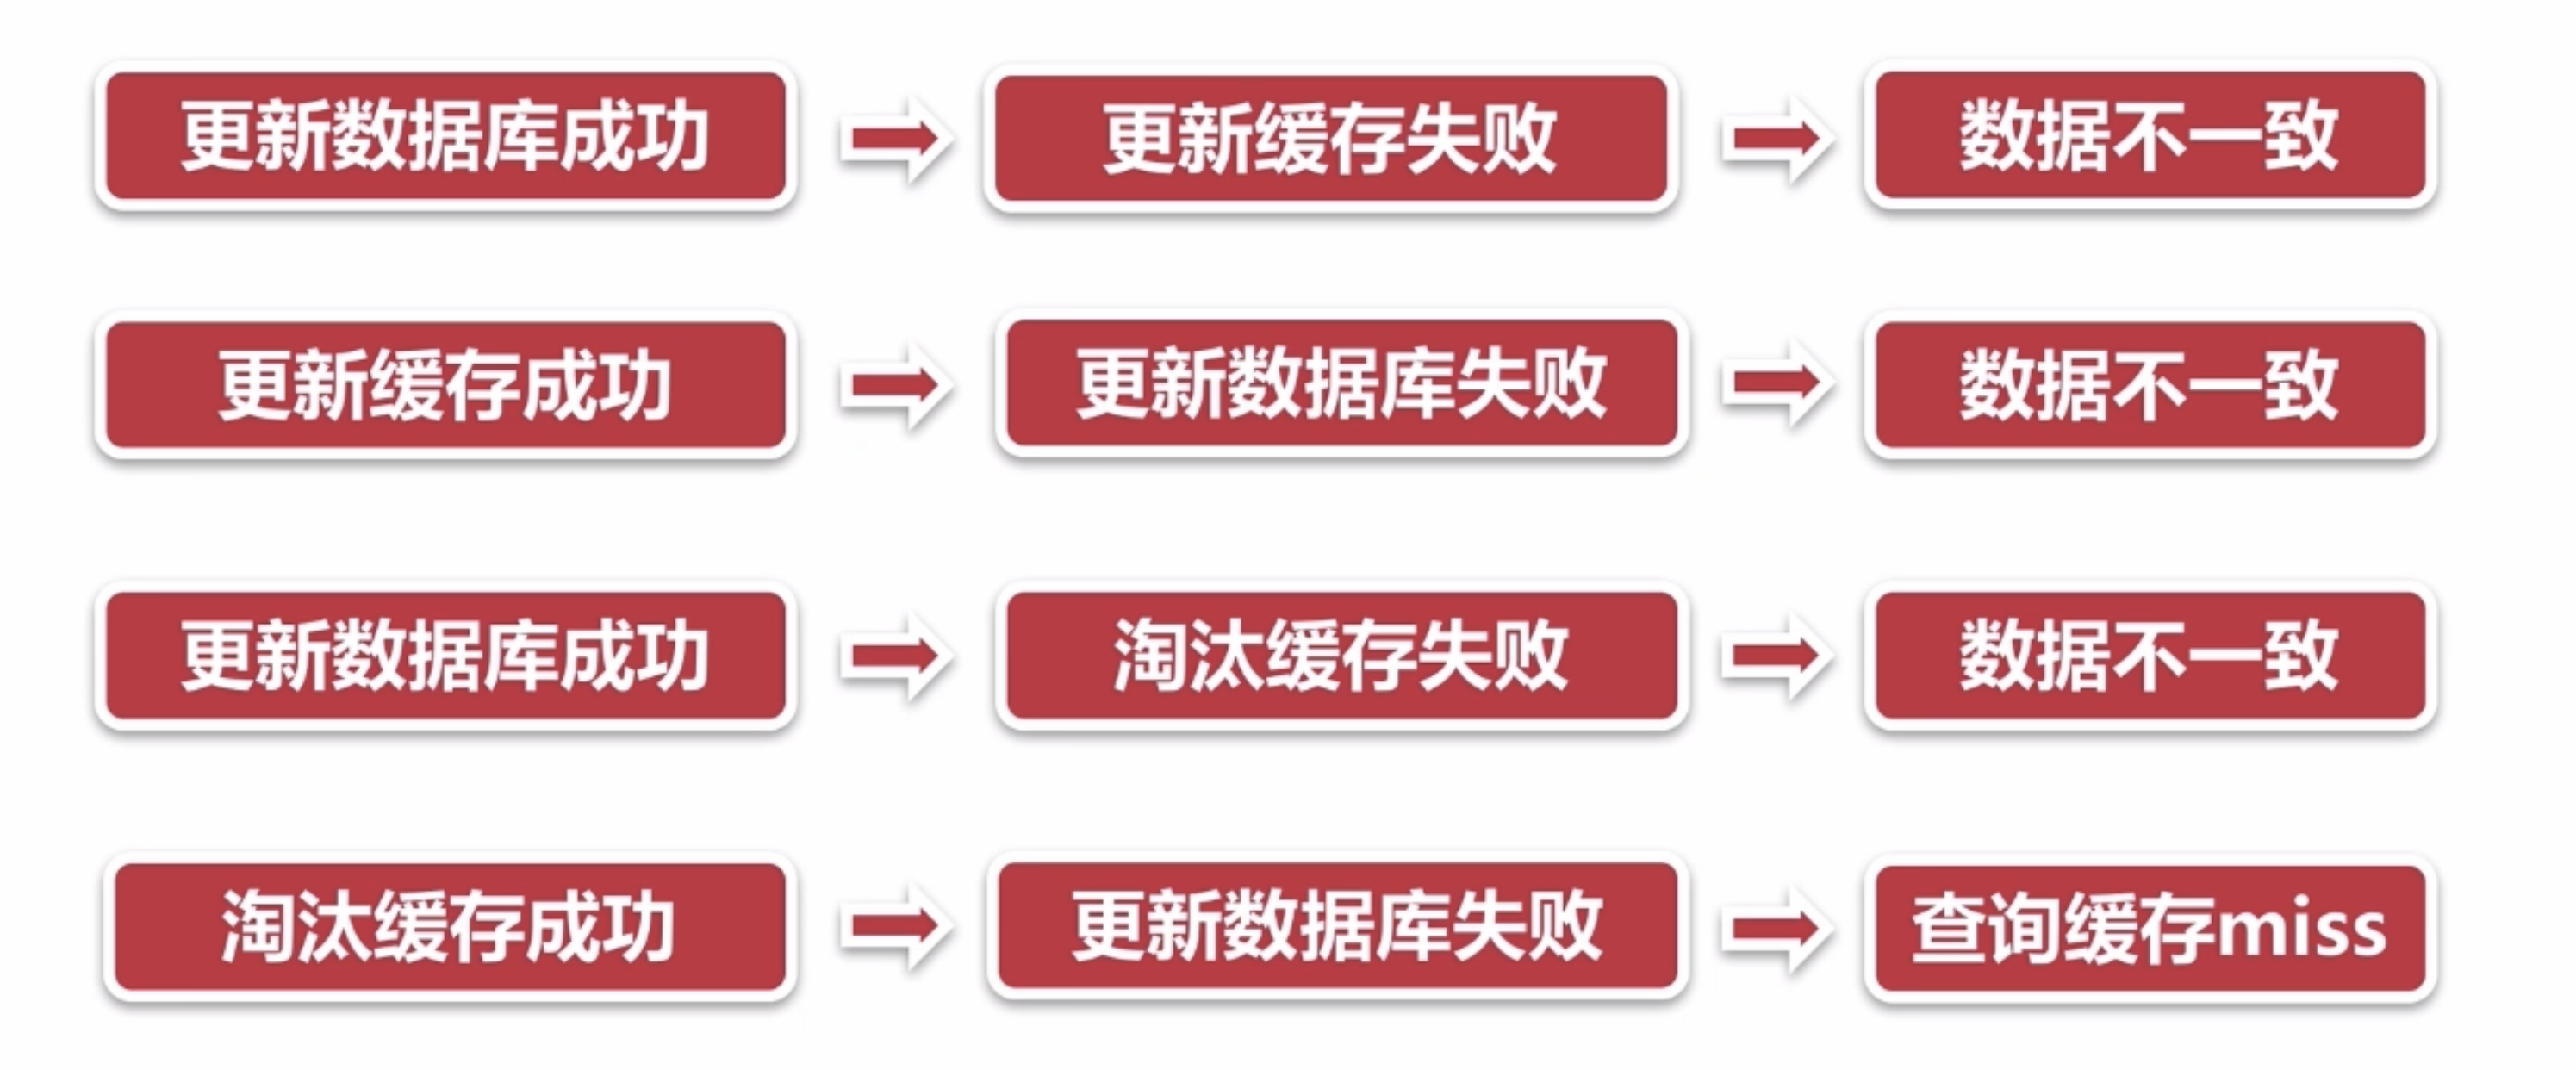 更新数据库成功 更新缓存失败 数据不一致
更新缓存成功 更新数据库失败 数据不一致
更新数据库成功 淘汰缓存失败 数据不一致
淘汰缓存成功 更新数据库失败 查询缓存miss